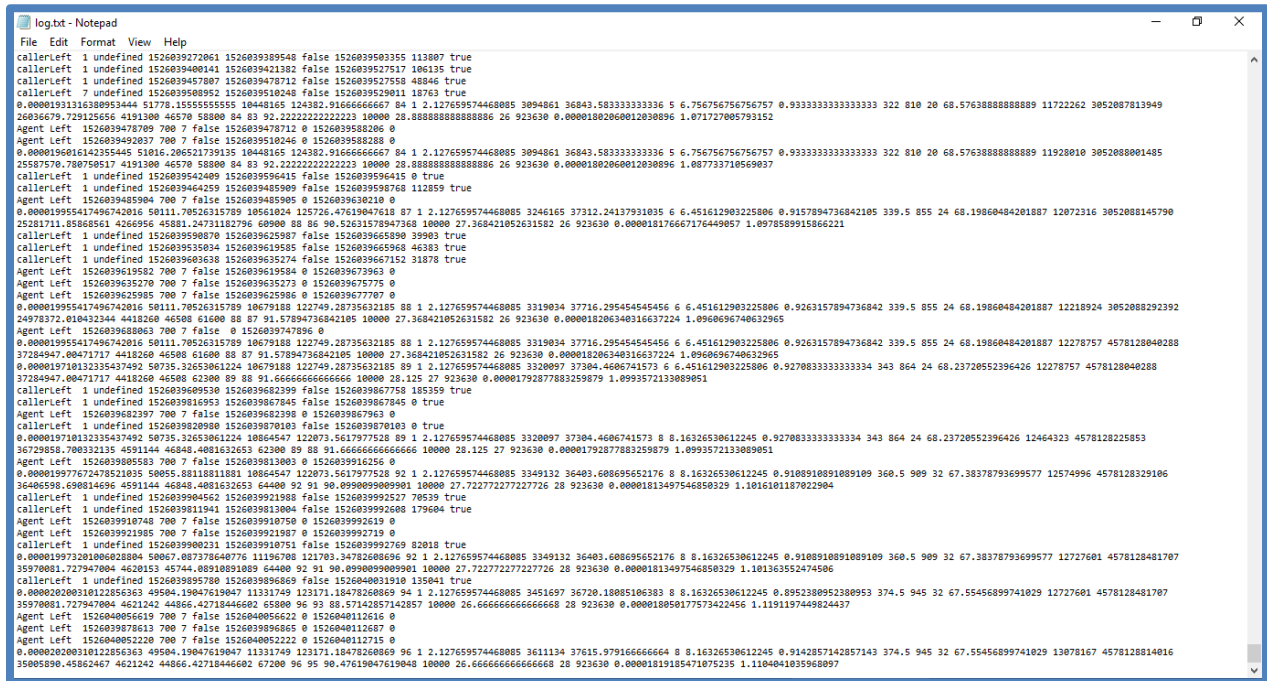 log.txt - Notepad
File Edit Format View Help
callerLeft 1 undefined 1526039272061 1526039389548 false 1526039503355 113807 true
callerLeft 1 undefined 1526039400141 1526039421382 false 1526039527517 106135 true
callerLeft 1 undefined 1526039457807 1526039478712 false 1526039527558 48846 true
callerLeft 7 undefined 1526039508952 1526039510248 false 1526039529011 18763 true
0.00001931316380953444 51778.15555555555 10448165 124382.91666666667 84 1 2.127659574468085 3094861 36843.583333333336 5 6.756756756756757 0.9333333333333333 322 810 20 68.57638888888889 11722262 3052087813949
26036679.729125656 4191300 46570 58800 84 83 92.22222222222223 10000 28.888888888888886 26 923630 0.00001802060012030896 1.071727005793152
Agent Left 1526039478709 700 7 false 1526039478712 0 1526039588206 0
Agent Left 1526039492037 700 7 false 1526039510246 0 1526039588288 0
0.0000196016142355445 51016.206521739135 10448165 124382.91666666667 84 1 2.127659574468085 3094861 36843.583333333336 5 6.756756756756757 0.9333333333333333 322 810 20 68.57638888888889 11928010 3052088001485
25587570.780750517 4191300 46570 58800 84 83 92.22222222222223 10000 28.888888888888886 26 923630 0.00001802060012030896 1.087733710569037
callerLeft 1 undefined 1526039542409 1526039596415 false 1526039596415 0 true
callerLeft 1 undefined 1526039464259 1526039485909 false 1526039598768 112859 true
Agent Left 1526039485904 700 7 false 1526039485905 0 1526039630210 0
0.000019955417496742016 50111.70526315789 10561024 125726.47619047618 87 1 2.127659574468085 3246165 37312.24137931035 6 6.451612903225806 0.9157894736842105 339.5 855 24 68.19860484201887 12072316 3052088145790
25281711.85868561 4266956 45881.24731182796 60900 88 86 90.52631578947368 10000 27.368421052631582 26 923630 0.000018176667176449057 1.0978589915866221
callerLeft 1 undefined 1526039590870 1526039625987 false 1526039665890 39903 true
callerLeft 1 undefined 1526039535034 1526039619585 false 1526039665968 46383 true
callerLeft 1 undefined 1526039603638 1526039635274 false 1526039667152 31878 true
Agent Left 1526039619582 700 7 false 1526039619584 0 1526039673963 0
Agent Left 1526039635270 700 7 false 1526039635273 0 1526039675775 0
Agent Left 1526039625985 700 7 false 1526039625986 0 1526039677707 0
0.000019955417496742016 50111.70526315789 10679188 122749.28735632185 88 1 2.127659574468085 3319034 37716.295454545456 6 6.451612903225806 0.9263157894736842 339.5 855 24 68.19860484201887 12218924 3052088292392
24978372.010432344 4418260 46508 61600 88 87 91.5789473684210​5 10000 27.368421052631582 26 923630 0.000018206340316637224 1.0960696740632965
Agent Left 1526039688063 700 7 false 0 1526039747896 0
0.000019955417496742016 50111.70526315789 10679188 122749.28735632185 88 1 2.127659574468085 3319034 37716.295454545456 6 6.451612903225806 0.9263157894736842 339.5 855 24 68.19860484201887 12278757 4578128040288
37284947.00471717 4418260 46508 61600 88 87 91.57894736842105 10000 27.368421052631582 26 923630 0.000018206340316637224 1.0960696740632965
0.00001971013233543​7492 50735.32653061224 10679188 122749.28735632185 89 1 2.127659574468085 3320097 37304.4606741573 6 6.451612903225806 0.9270833333333334 343 864 24 68.23720552396426 12278757 4578128040288
37284947.00471717 4418260 46508 62300 89 88 91.66666666666666 10000 28.125 27 923630 0.00001792877883259879 1.0993572133089051
callerLeft 1 undefined 1526039609530 1526039682399 false 1526039867758 185359 true
callerLeft 1 undefined 1526039816953 1526039867845 false 1526039867845 0 true
Agent Left 1526039682397 700 7 false 1526039682398 0 1526039867963 0
callerLeft 1 undefined 1526039820980 1526039870103 false 1526039870103 0 true
0.000019710132335437492 50735.32653061224 10864547 122073.5617977528 89 1 2.127659574468085 3320097 37304.4606741573 8 8.16326530612245 0.9270833333333334 343 864 24 68.23720552396426 12464323 4578128225853
36729858.700332135 4591144 46848.4081632653 62300 89 88 91.66666666666666 10000 28.125 27 923630 0.00001792877883259879 1.0993572133089051
Agent Left 1526039805583 700 7 false 1526039813003 0 1526039916256 0
0.000019977672478521035 50055.88118811881 10864547 122073.5617977528 92 1 2.127659574468085 3349132 36403.608695652176 8 8.16326530612245 0.9108910891089109 360.5 909 32 67.38378793699577 12574996 4578128329106
36406598.690814696 4591144 46848.4081632653 64400 92 91 90.0990099009901 10000 27.722772277227726 28 923630 0.00001813497546850329 1.1016101187022904
callerLeft 1 undefined 1526039904562 1526039921988 false 1526039992527 70539 true
callerLeft 1 undefined 1526039811941 1526039813004 false 1526039992608 179604 true
Agent Left 1526039910748 700 7 false 1526039910750 0 1526039992619 0
Agent Left 1526039921985 700 7 false 1526039921987 0 1526039992719 0
callerLeft 1 undefined 1526039900231 1526039910751 false 1526039992769 82018 true
0.000019973201006028804 50067.087378640776 11196708 121703.34782608696 92 1 2.127659574468085 3349132 36403.608695652176 8 8.16326530612245 0.9108910891089109 360.5 909 32 67.38378793699577 12727601 4578128481707
35970081.727947004 4620153 45744.08910891089 64400 92 91 90.0990099009901 10000 27.722772277227726 28 923630 0.00001813497546850329 1.101363552474506
callerLeft 1 undefined 1526039895780 1526039896869 false 1526040031910 135041 true
0.000020200310122856363 49504.19047619047 11331749 123171.18478260869 94 1 2.127659574468085 3451697 36720.18085106383 8 8.16326530612245 0.8952380952380953 374.5 945 32 67.55456899741029 12727601 4578128481707
35970081.727947004 4621242 44866.42718446602 65800 96 93 88.57142857142857 10000 26.666666666666668 28 923630 0.000018050177573422456 1.1191197449824437
Agent Left 1526040056619 700 7 false 1526040056622 0 1526040112616 0
Agent Left 1526039878613 700 7 false 1526039896865 0 1526040112687 0
Agent Left 1526040052220 700 7 false 1526040052222 0 1526040112715 0
0.000020200310122856363 49504.19047619047 11331749 123171.18478260869 96 1 2.127659574468085 3611134 37615.979166666664 8 8.16326530612245 0.9142857142857143 374.5 945 32 67.55456899741029 13078167 4578128814016
35005890.45862467 4621242 44866.42718446602 67200 96 95 90.47619047619048 10000 26.666666666666668 28 923630 0.00001819185471075235 1.1104041035968097